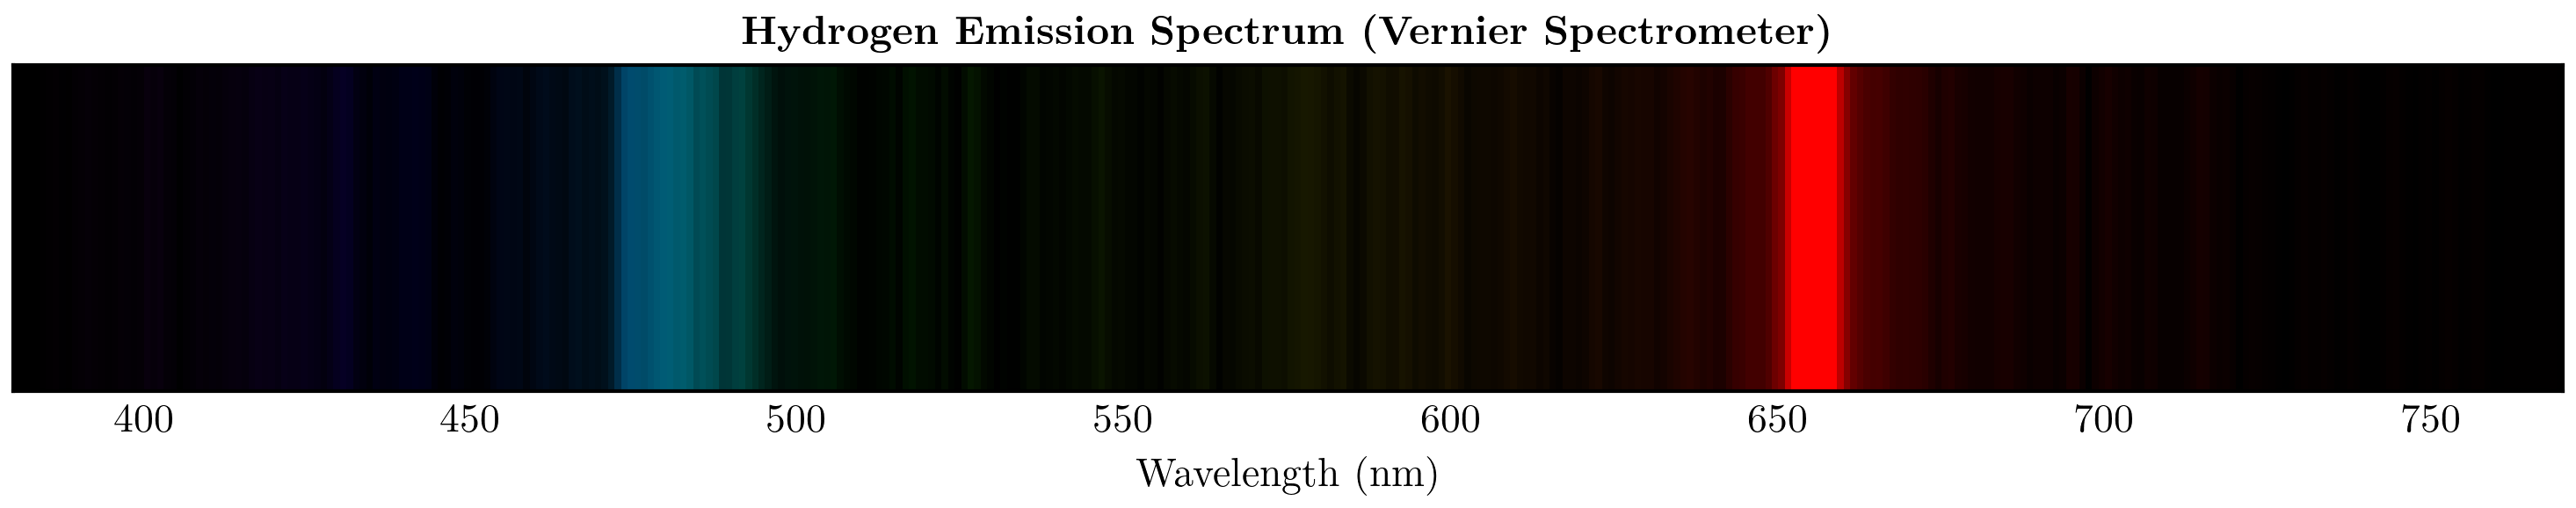 Hydrogen Emission Spectrum (Vernier Spectrometer)
400 450 500 550 600 650 700 750
Wavelength (nm)